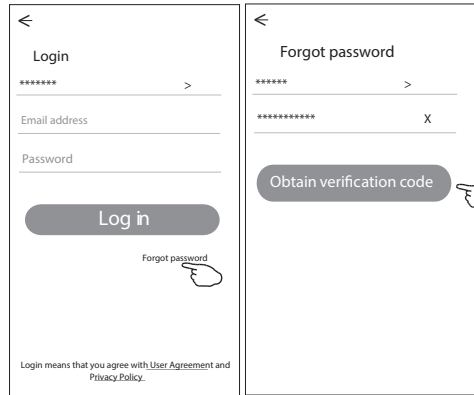 Login
******* >
Email address
Password
Log in
Forgot password
Login means that you agree with User Agreement and
Privacy Policy
Forgot password
****** >
*********** X
Obtain verification code